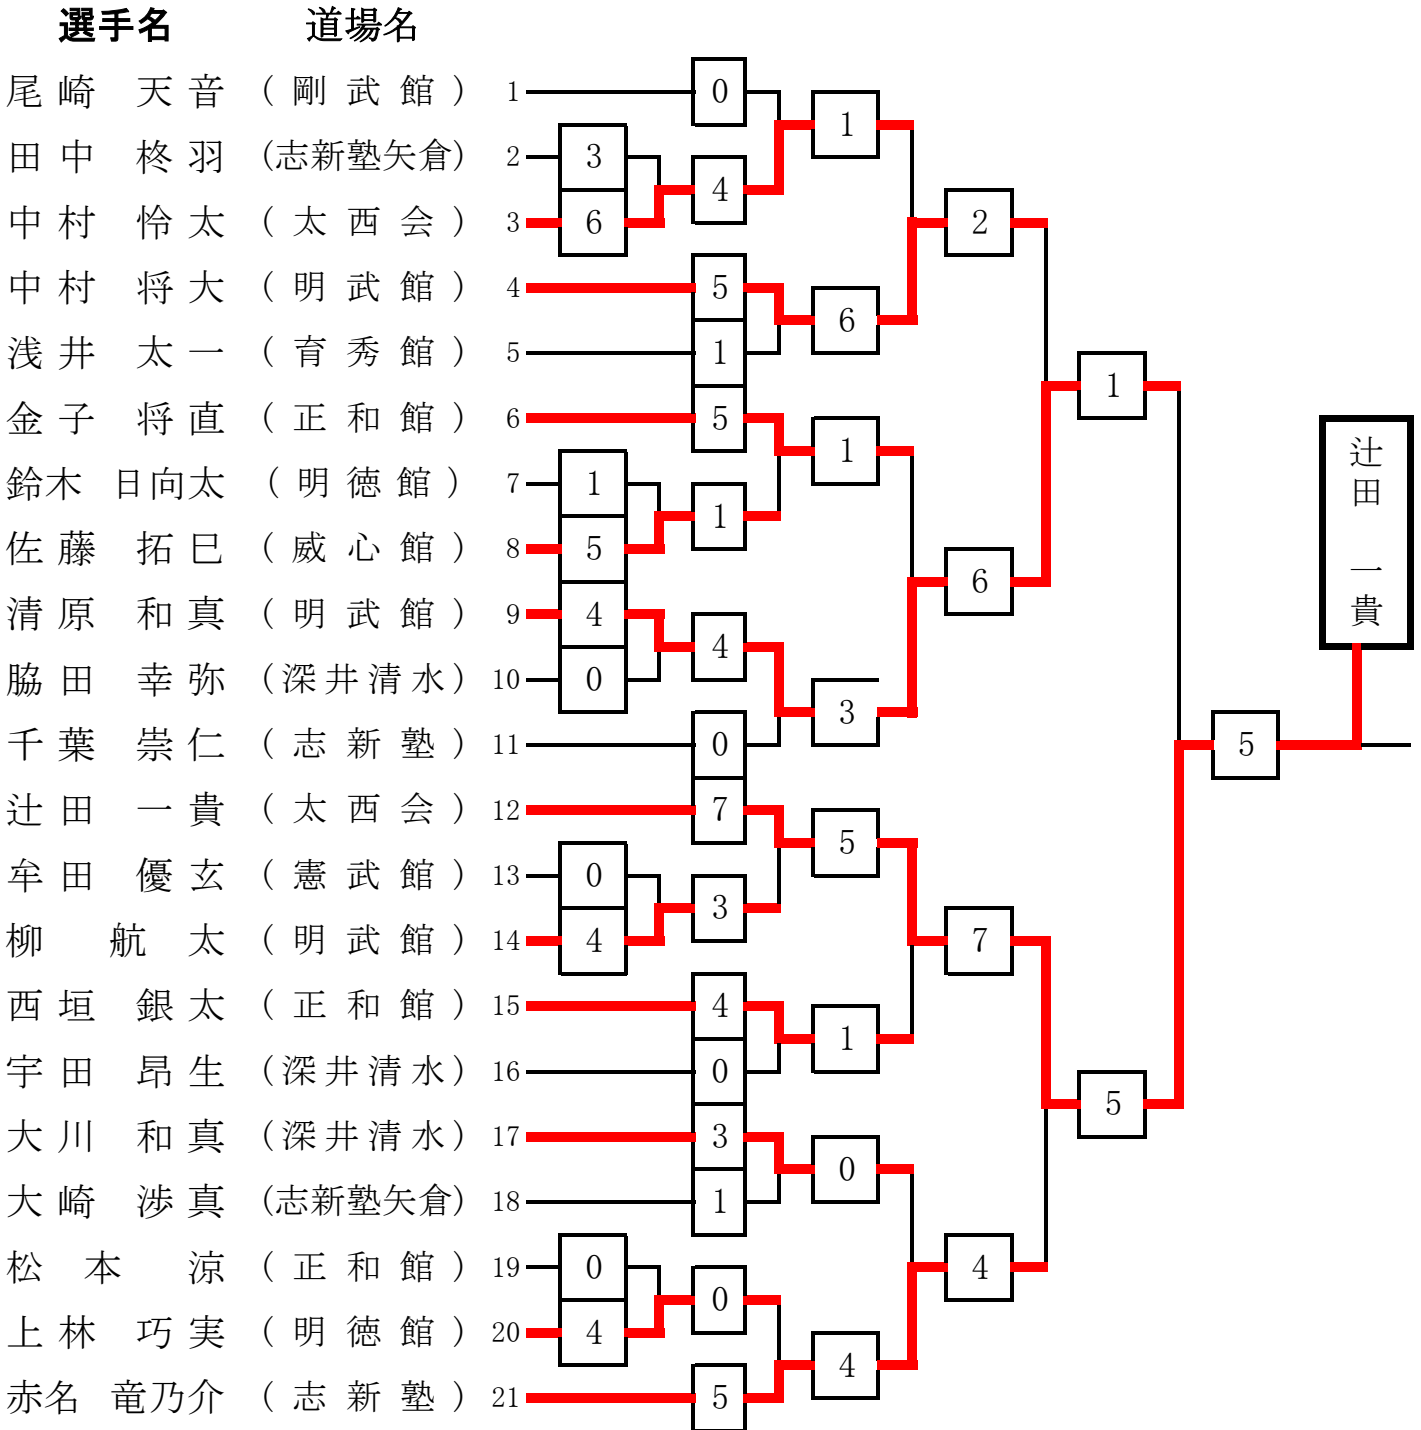 選手名 道場名
尾崎 天音 (剛武館) 1 0
1
田中 柊羽 (志新塾矢倉) 2 3
4
中村 怜太 (太西会) 3 6 2
中村 将大 (明武館) 4 5
6
浅井 太一 (育秀館) 5 1
1
金子 将直 (正和館) 6 5
1
鈴木 日向太 (明徳館) 7 1
1
佐藤 拓巳 (威心館) 8 5
6
清原 和真 (明武館) 9 4
4
脇田 幸弥 (深井清水) 10 0
3
千葉 崇仁 (志新塾) 11 0 5
辻田 一貴
辻田 一貴 (太西会) 12 7
5
牟田 優玄 (憲武館) 13 0
3
柳 航太 (明武館) 14 4 7
西垣 銀太 (正和館) 15 4
1
宇田 昂生 (深井清水) 16 0
5
大川 和真 (深井清水) 17 3
0
大崎 渉真 (志新塾矢倉) 18 1
松本 涼 (正和館) 19 0 4
0
上林 巧実 (明徳館) 20 4
4
赤名 竜乃介 (志新塾) 21 5